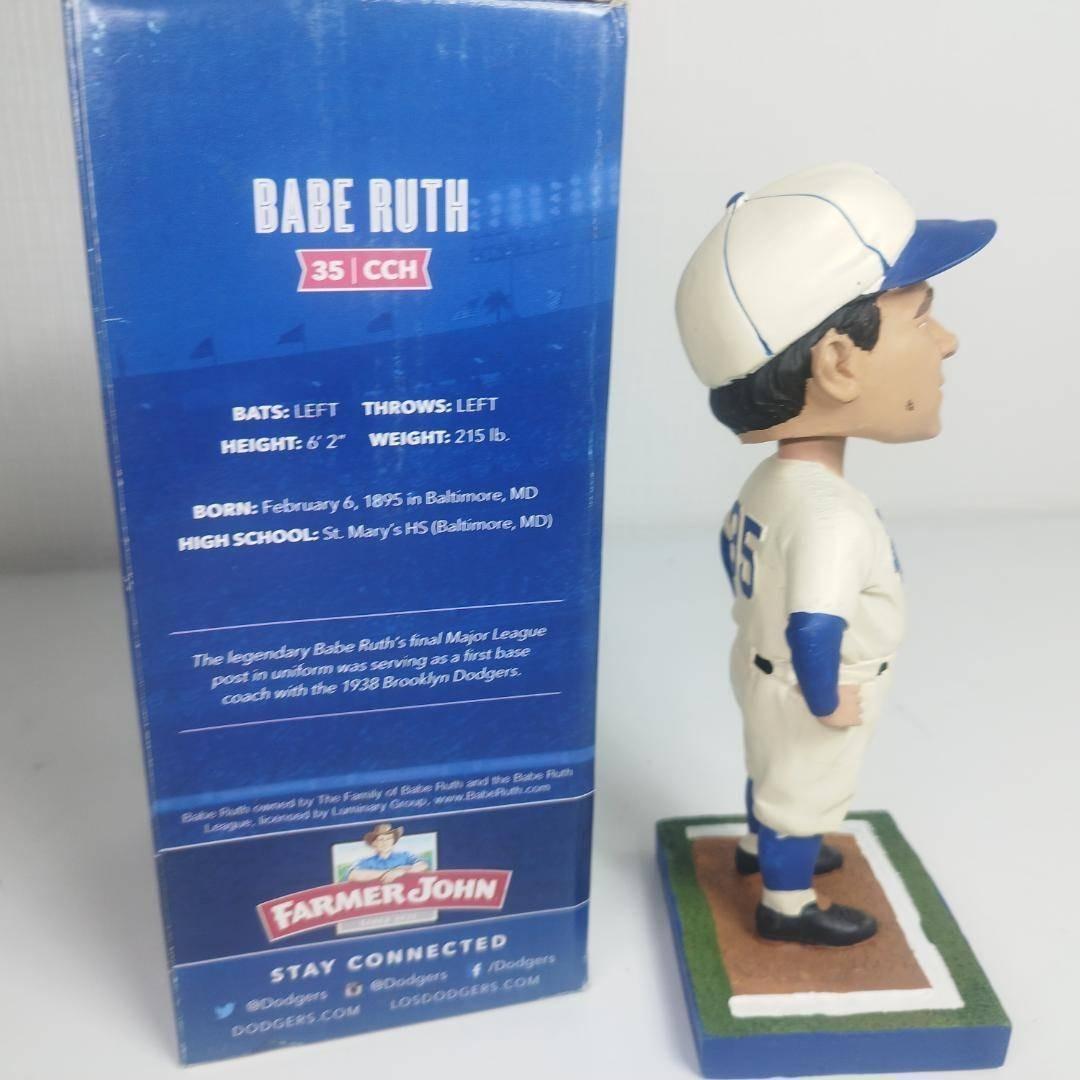 BABE RUTH
35 | CCH
BATS: LEFT THROWS: LEFT
HEIGHT: 6' 2" WEIGHT: 215 lb.
BORN: February 6, 1895 in Baltimore, MD
HIGH SCHOOL: St. Mary's HS (Baltimore, MD)
The legendary Babe Ruth's final Major League
post in uniform was serving as a first base
coach with the 1938 Brooklyn Dodgers.
Babe Ruth owned by The Family of Babe Ruth and the Babe Ruth
League, licensed by Luminary Group, www.BabeRuth.com
FARMER JOHN
STAY CONNECTED
@Dodgers @Dodgers f /Dodgers
DODGERS.COM LOSDODGERS.COM
35